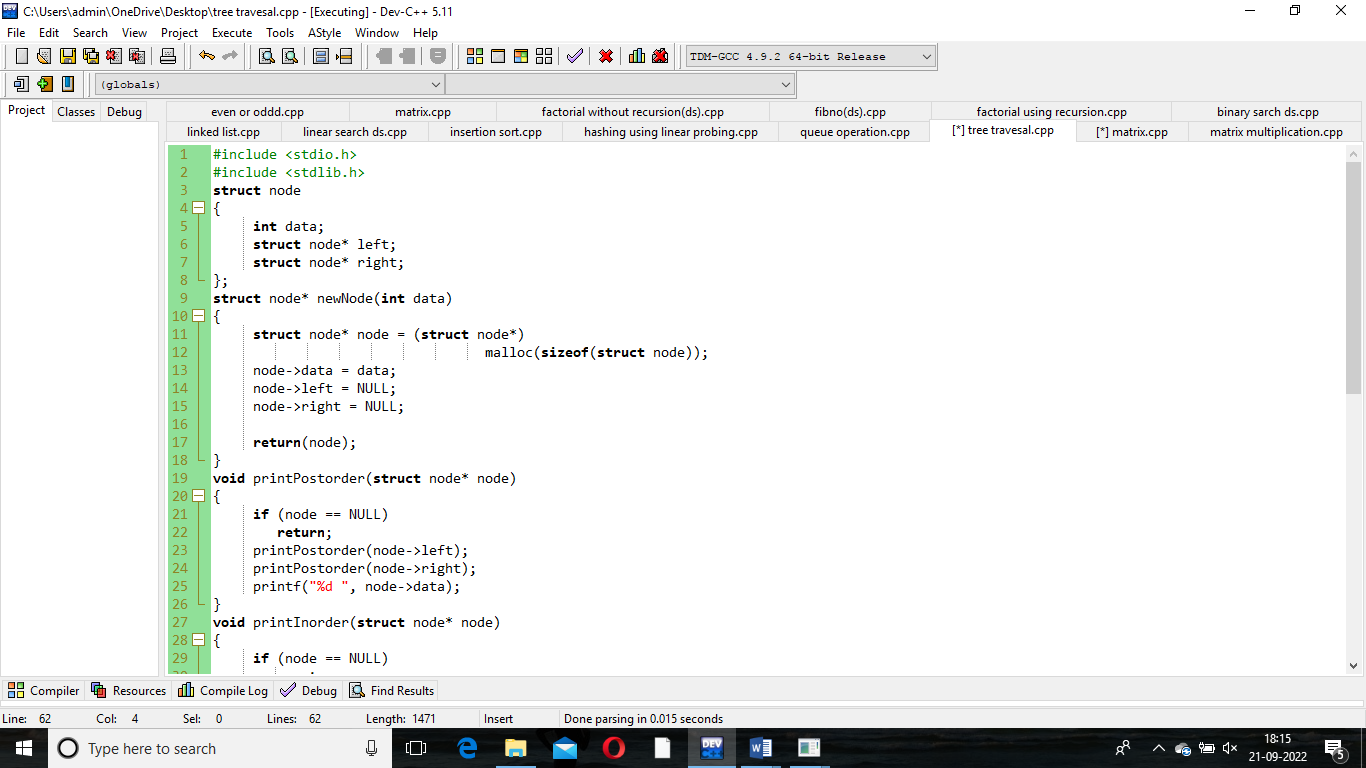 C:\Users\admin\OneDrive\Desktop\tree travesal.cpp - [Executing] - Dev-C++ 5.11
File Edit Search View Project Execute Tools AStyle Window Help
TDM-GCC 4.9.2 64-bit Release
(globals)
Project Classes Debug
even or oddd.cpp matrix.cpp factorial without recursion(ds).cpp fibno(ds).cpp factorial using recursion.cpp binary sarch ds.cpp
linked list.cpp linear search ds.cpp insertion sort.cpp hashing using linear probing.cpp queue operation.cpp [*] tree travesal.cpp [*] matrix.cpp matrix multiplication.cpp
1 #include <stdio.h>
2 #include <stdlib.h>
3 struct node
4 {
5 int data;
6 struct node* left;
7 struct node* right;
8 };
9 struct node* newNode(int data)
10 {
11 struct node* node = (struct node*)
12 malloc(sizeof(struct node));
13 node->data = data;
14 node->left = NULL;
15 node->right = NULL;
16
17 return(node);
18 }
19 void printPostorder(struct node* node)
20 {
21 if (node == NULL)
22 return;
23 printPostorder(node->left);
24 printPostorder(node->right);
25 printf("%d ", node->data);
26 }
27 void printInorder(struct node* node)
28 {
29 if (node == NULL)
Compiler Resources Compile Log Debug Find Results
Line: 62 Col: 4 Sel: 0 Lines: 62 Length: 1471 Insert Done parsing in 0.015 seconds
Type here to search
DEV
18:15
21-09-2022
5